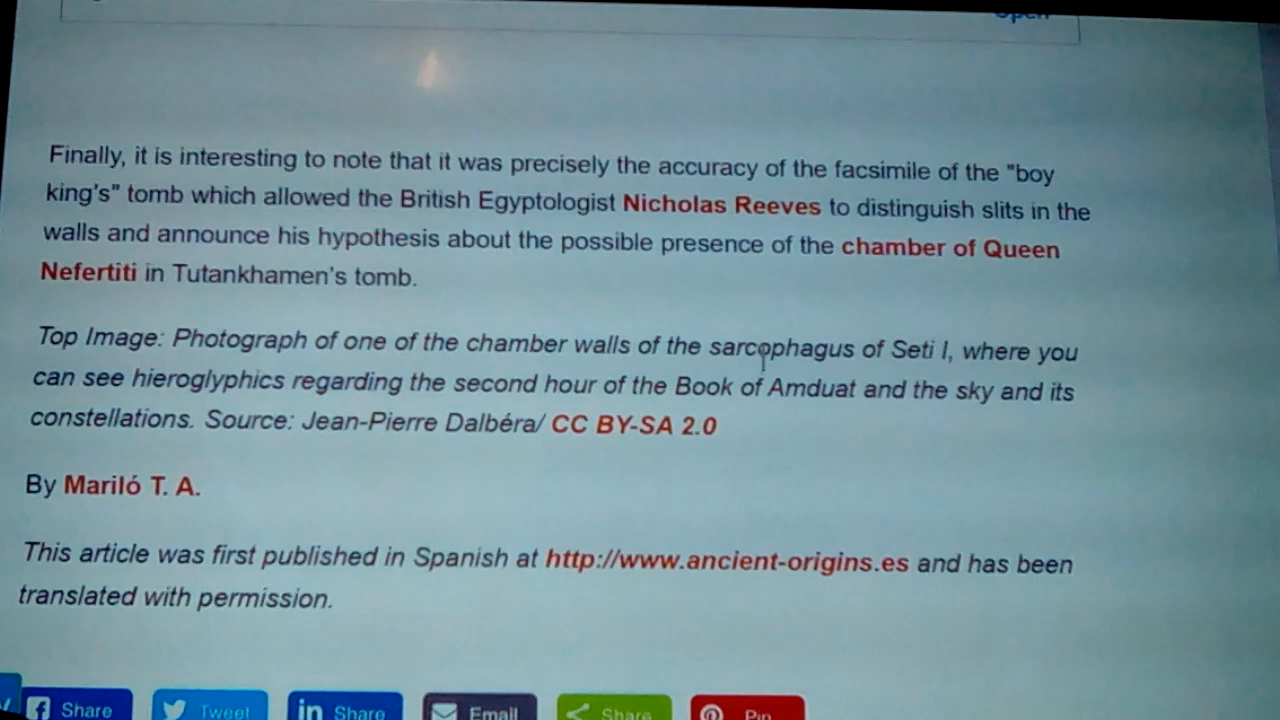 Open
Finally, it is interesting to note that it was precisely the accuracy of the facsimile of the "boy
king's" tomb which allowed the British Egyptologist Nicholas Reeves to distinguish slits in the
walls and announce his hypothesis about the possible presence of the chamber of Queen
Nefertiti in Tutankhamen's tomb.
Top Image: Photograph of one of the chamber walls of the sarcophagus of Seti I, where you
can see hieroglyphics regarding the second hour of the Book of Amduat and the sky and its
constellations. Source: Jean-Pierre Dalbéra/ CC BY-SA 2.0
By Mariló T. A.
This article was first published in Spanish at http://www.ancient-origins.es and has been
translated with permission.
f Share Tweet in Share Email Share Pin